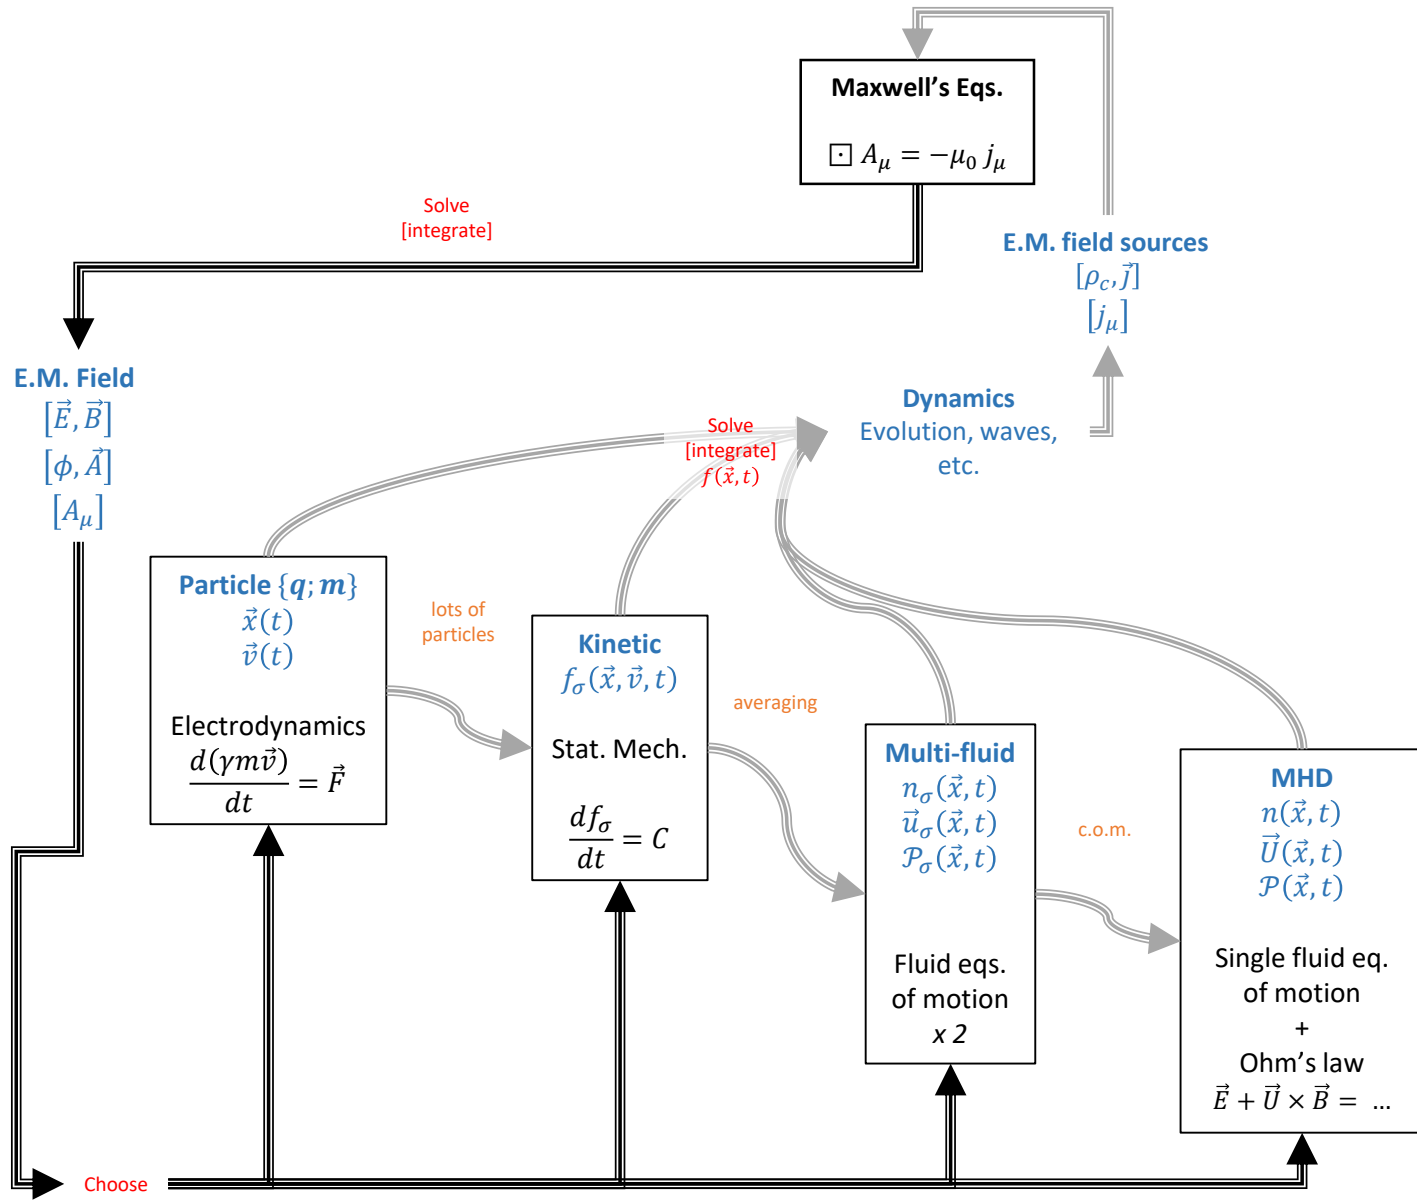 Maxwell’s Eqs.
⊡ A_μ = −μ₀ j_μ
Solve
[integrate]
E.M. field sources
[ρ_c, j⃗]
[j_μ]
E.M. Field
[E⃗, B⃗]
[ϕ, A⃗]
[A_μ]
Dynamics
Evolution, waves,
etc.
Solve
[integrate]
f(x⃗, t)
Particle {q; m}
x⃗(t)
v⃗(t)
Electrodynamics
d(γmv⃗)/dt = F⃗
lots of
particles
Kinetic
f_σ(x⃗, v⃗, t)
Stat. Mech.
df_σ/dt = C
averaging
Multi-fluid
n_σ(x⃗, t)
u⃗_σ(x⃗, t)
𝒫_σ(x⃗, t)
Fluid eqs.
of motion
x 2
c.o.m.
MHD
n(x⃗, t)
U⃗(x⃗, t)
𝒫(x⃗, t)
Single fluid eq.
of motion
+
Ohm’s law
E⃗ + U⃗ × B⃗ = …
Choose